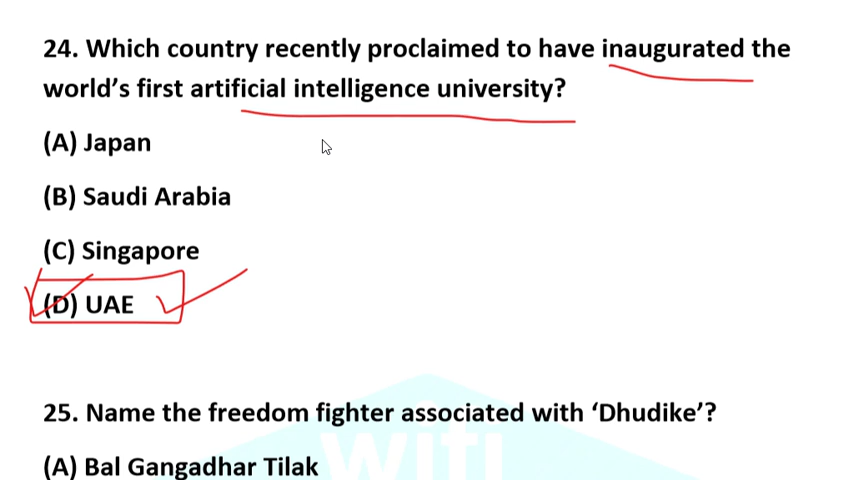 24. Which country recently proclaimed to have inaugurated the
world’s first artificial intelligence university?
(A) Japan
(B) Saudi Arabia
(C) Singapore
(D) UAE
25. Name the freedom fighter associated with ‘Dhudike’?
(A) Bal Gangadhar Tilak